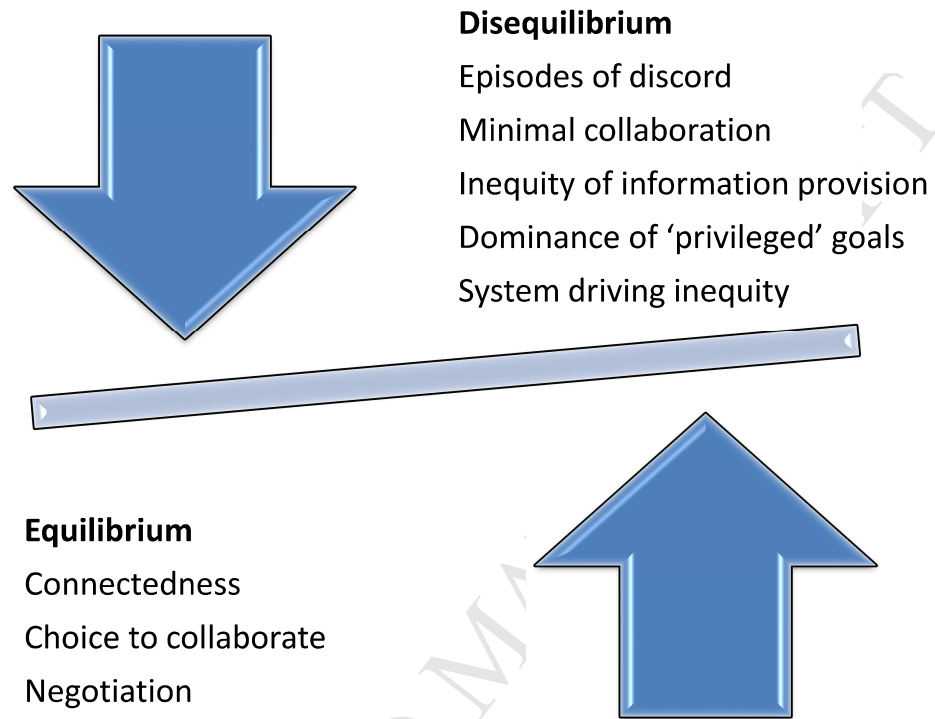 Disequilibrium
Episodes of discord
Minimal collaboration
Inequity of information provision
Dominance of ‘privileged’ goals
System driving inequity
Equilibrium
Connectedness
Choice to collaborate
Negotiation